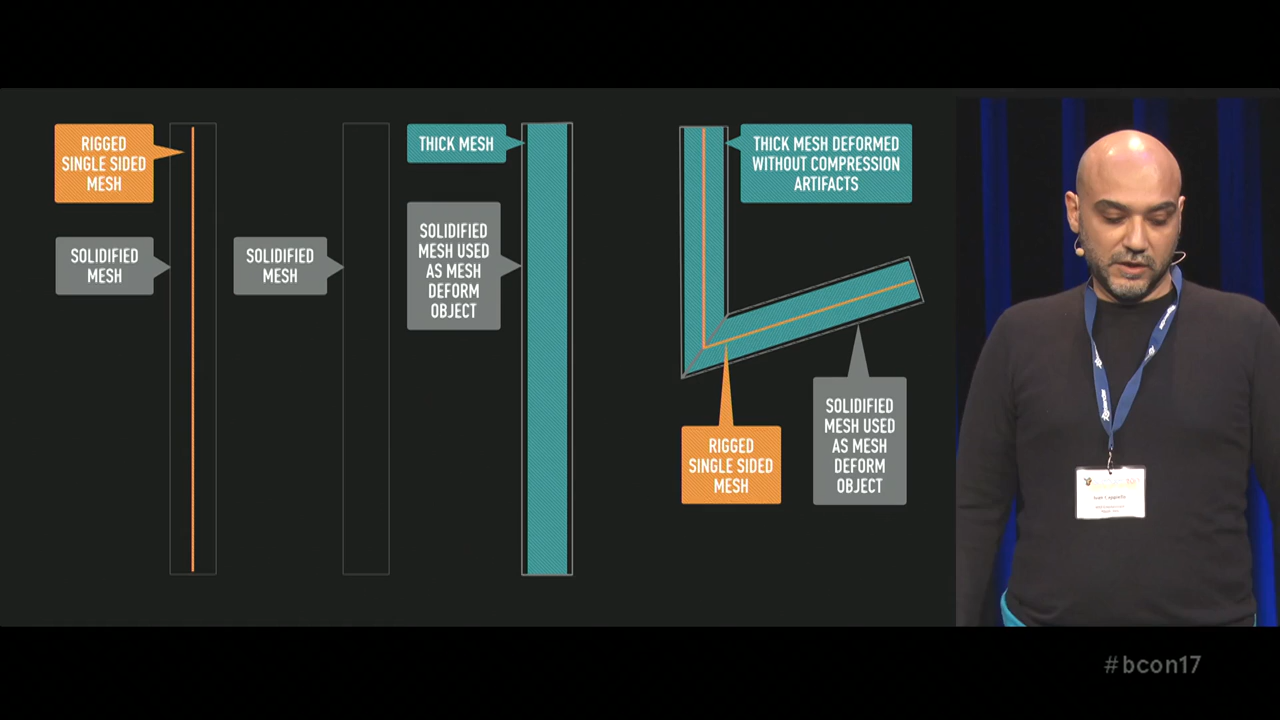 RIGGED
SINGLE SIDED
MESH
SOLIDIFIED
MESH
SOLIDIFIED
MESH
THICK MESH
SOLIDIFIED
MESH USED
AS MESH
DEFORM
OBJECT
THICK MESH DEFORMED
WITHOUT COMPRESSION
ARTIFACTS
RIGGED
SINGLE SIDED
MESH
SOLIDIFIED
MESH USED
AS MESH
DEFORM
OBJECT
#bcon17